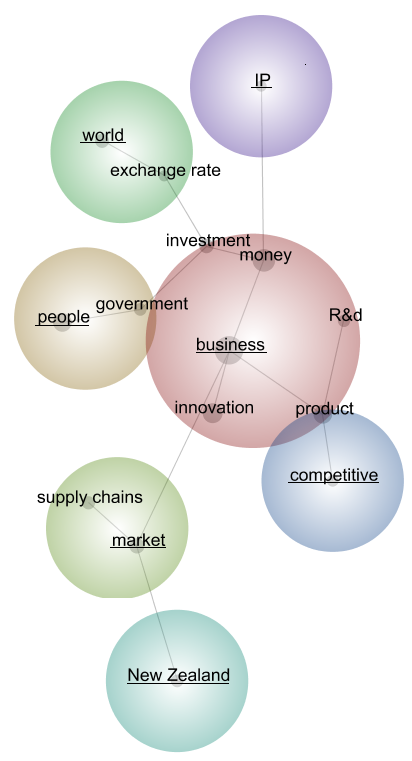 IP
world
exchange rate
investment
money
government
people
R&d
business
innovation
product
competitive
supply chains
market
New Zealand